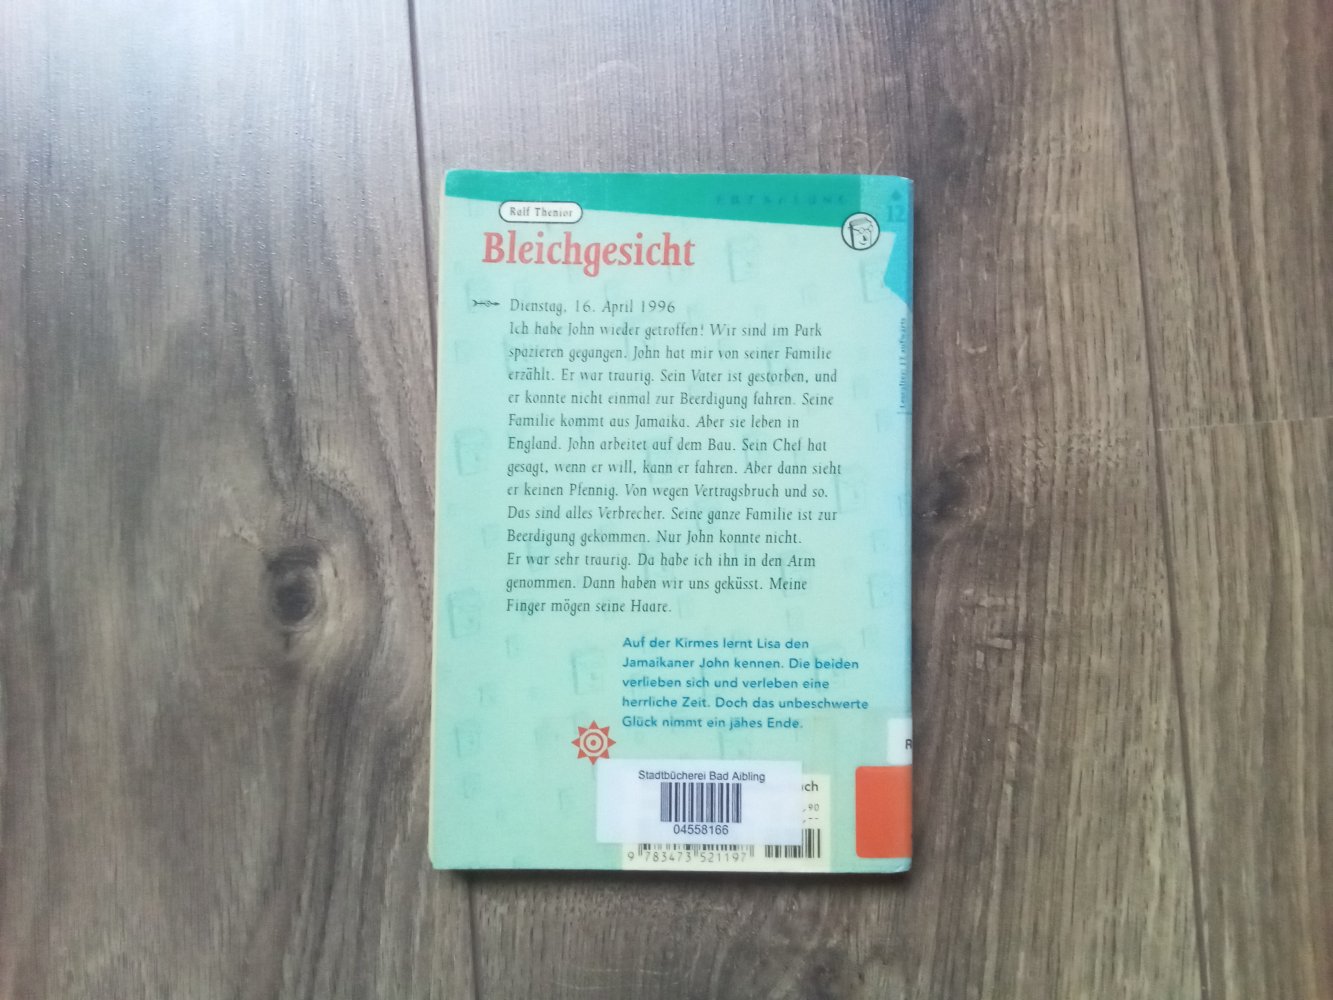 ERZÄHLUNG
12
Ralf Thenior
Bleichgesicht
Dienstag, 16. April 1996
Ich habe John wieder getroffen! Wir sind im Park
spazieren gegangen. John hat mir von seiner Familie
erzählt. Er war traurig. Sein Vater ist gestorben, und
er konnte nicht einmal zur Beerdigung fahren. Seine
Familie kommt aus Jamaika. Aber sie leben in
England. John arbeitet auf dem Bau. Sein Chef hat
gesagt, wenn er will, kann er fahren. Aber dann sieht
er keinen Pfennig. Von wegen Vertragsbruch und so.
Das sind alles Verbrecher. Seine ganze Familie ist zur
Beerdigung gekommen. Nur John konnte nicht.
Er war sehr traurig. Da habe ich ihn in den Arm
genommen. Dann haben wir uns geküsst. Meine
Finger mögen seine Haare.
Auf der Kirmes lernt Lisa den
Jamaikaner John kennen. Die beiden
verlieben sich und verleben eine
herrliche Zeit. Doch das unbeschwerte
Glück nimmt ein jähes Ende.
Stadtbücherei Bad Aibling
04558166
ch
,90
,--
9 783473 521197
R